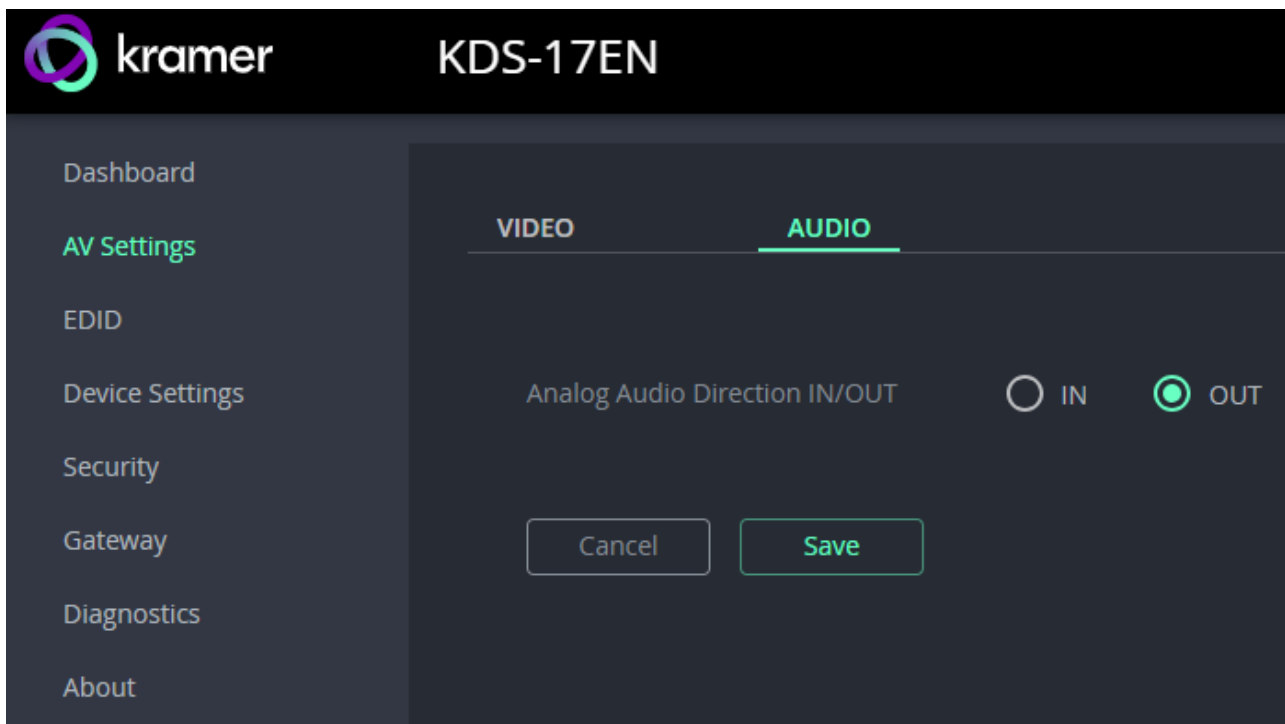 kramer KDS-17EN
Dashboard
AV Settings
EDID
Device Settings
Security
Gateway
Diagnostics
About
VIDEO AUDIO
Analog Audio Direction IN/OUT IN OUT
Cancel Save